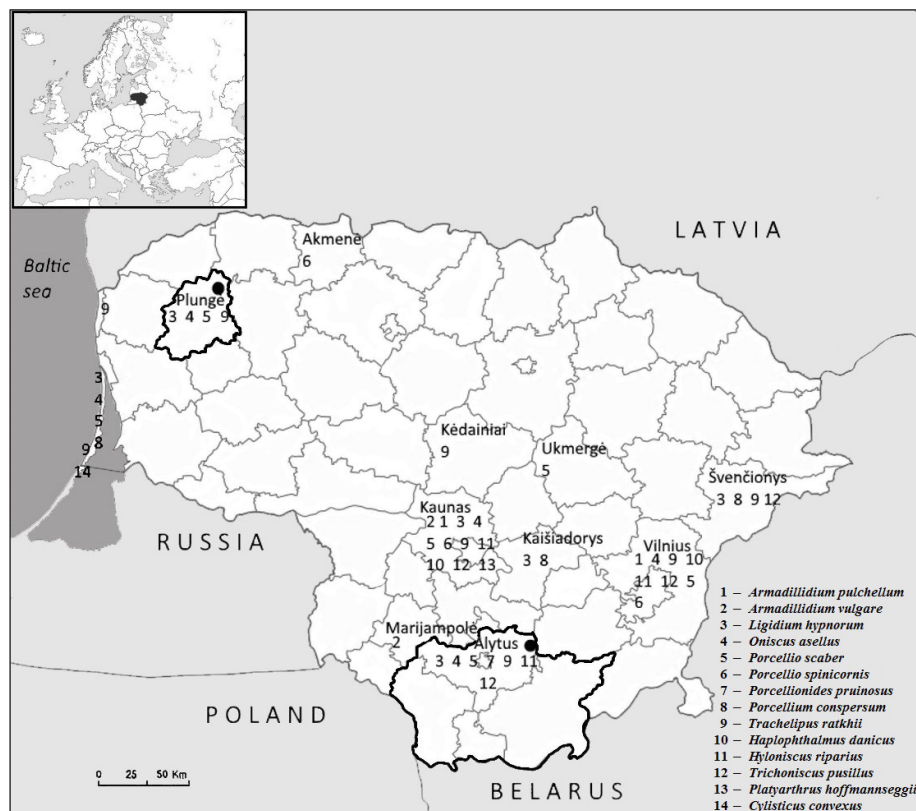 LATVIA
Akmenė
6
Baltic
sea
Plungė
3 4 5 9
9
3
4
5
8
9
14
Kėdainiai
9
Ukmergė
5
Švenčionys
3 8 9 12
Kaunas
2 1 3 4
5 6 9 11
10 12 13
RUSSIA
Kaišiadorys
3 8
Vilnius
1 4 9 10
11 12 5
6
Marijampolė
2
Alytus
3 4 5 7 9 11
12
POLAND
BELARUS
0 25 50 Km
1 – Armadillidium pulchellum
2 – Armadillidium vulgare
3 – Ligidium hypnorum
4 – Oniscus asellus
5 – Porcellio scaber
6 – Porcellio spinicornis
7 – Porcellionides pruinosus
8 – Porcellium conspersum
9 – Trachelipus ratkhii
10 – Haplophthalmus danicus
11 – Hyloniscus riparius
12 – Trichoniscus pusillus
13 – Platyarthrus hoffmannseggii
14 – Cylisticus convexus